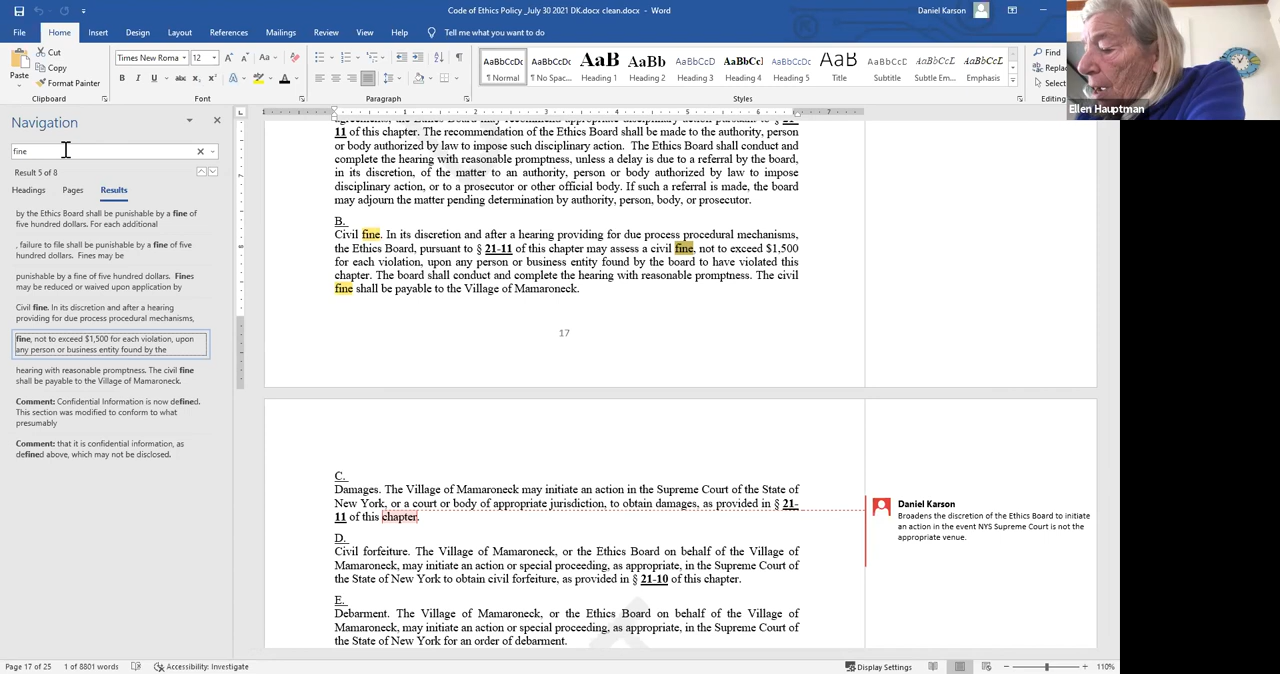 Code of Ethics Policy _July 30 2021 DK.docx clean.docx - Word
Daniel Karson
File Home Insert Design Layout References Mailings Review View Help Tell me what you want to do
Paste
Cut
Copy
Format Painter
Clipboard
Times New Roma 12
Font
Paragraph
AaBbCcDc AaBbCcDc AaBbC AaBbC AaBbCcD AaBbCc AaBbCcDc AaB AaBbCcD AaBbCcL AaBbCcL
¶ Normal ¶ No Spac... Heading 1 Heading 2 Heading 3 Heading 4 Heading 5 Title Subtitle Subtle Em... Emphasis
Styles
Find
Replac
Select
Editing
Ellen Hauptman
Navigation
fine
Result 5 of 8
Headings Pages Results
by the Ethics Board shall be punishable by a fine of
five hundred dollars. For each additional
, failure to file shall be punishable by a fine of five
hundred dollars. Fines may be
punishable by a fine of five hundred dollars. Fines
may be reduced or waived upon application by
Civil fine. In its discretion and after a hearing
providing for due process procedural mechanisms,
fine, not to exceed $1,500 for each violation, upon
any person or business entity found by the
hearing with reasonable promptness. The civil fine
shall be payable to the Village of Mamaroneck.
Comment: Confidential Information is now defined.
This section was modified to conform to what
presumably
Comment: that it is confidential information, as
defined above, which may not be disclosed.
11 of this chapter. The recommendation of the Ethics Board shall be made to the authority, person
or body authorized by law to impose such disciplinary action. The Ethics Board shall conduct and
complete the hearing with reasonable promptness, unless a delay is due to a referral by the board,
in its discretion, of the matter to an authority, person or body authorized by law to impose
disciplinary action, or to a prosecutor or other official body. If such a referral is made, the board
may adjourn the matter pending determination by authority, person, body, or prosecutor.
B.
Civil fine. In its discretion and after a hearing providing for due process procedural mechanisms,
the Ethics Board, pursuant to § 21-11 of this chapter may assess a civil fine, not to exceed $1,500
for each violation, upon any person or business entity found by the board to have violated this
chapter. The board shall conduct and complete the hearing with reasonable promptness. The civil
fine shall be payable to the Village of Mamaroneck.
17
C.
Damages. The Village of Mamaroneck may initiate an action in the Supreme Court of the State of
New York, or a court or body of appropriate jurisdiction, to obtain damages, as provided in § 21-
11 of this chapter.
D.
Civil forfeiture. The Village of Mamaroneck, or the Ethics Board on behalf of the Village of
Mamaroneck, may initiate an action or special proceeding, as appropriate, in the Supreme Court of
the State of New York to obtain civil forfeiture, as provided in § 21-10 of this chapter.
E.
Debarment. The Village of Mamaroneck, or the Ethics Board on behalf of the Village of
Mamaroneck, may initiate an action or special proceeding, as appropriate, in the Supreme Court of
the State of New York for an order of debarment.
Daniel Karson
Broadens the discretion of the Ethics Board to initiate
an action in the event NYS Supreme Court is not the
appropriate venue.
Page 17 of 25 1 of 8801 words Accessibility: Investigate Display Settings 110%